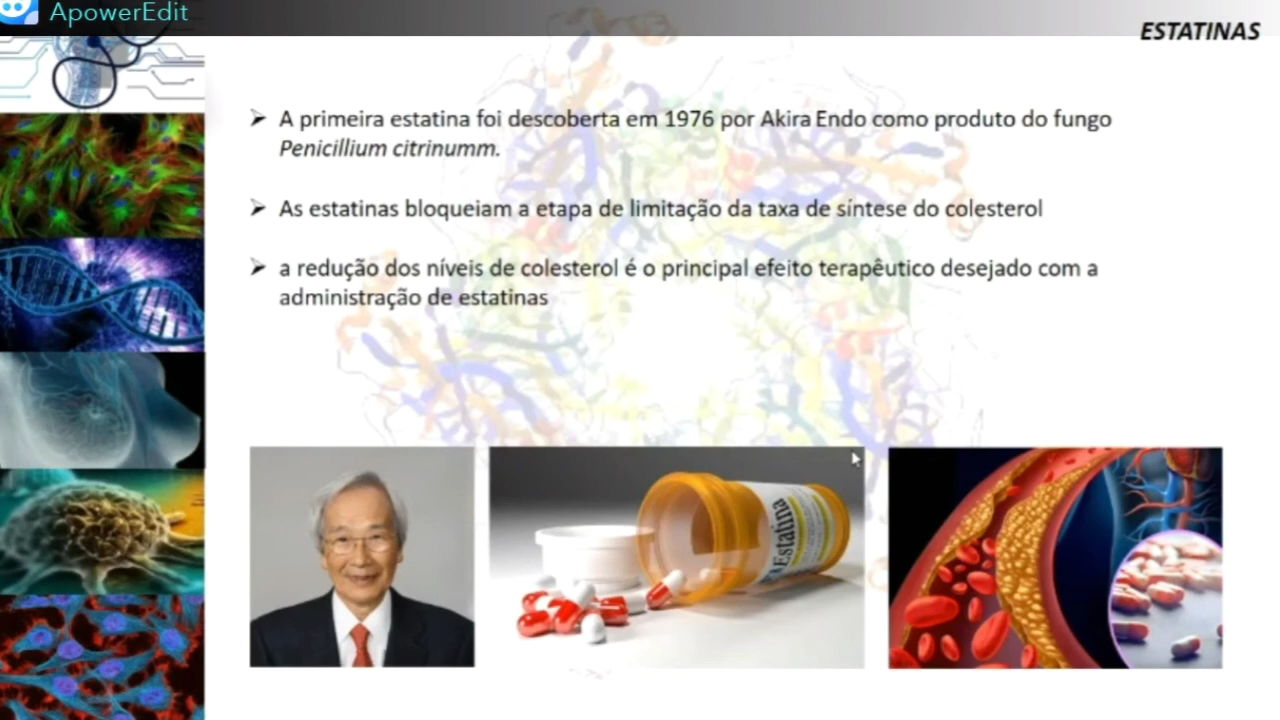 ApowerEdit
ESTATINAS
➢ A primeira estatina foi descoberta em 1976 por Akira Endo como produto do fungo
Penicillium citrinumm.
➢ As estatinas bloqueiam a etapa de limitação da taxa de síntese do colesterol
➢ a redução dos níveis de colesterol é o principal efeito terapêutico desejado com a
administração de estatinas
Estatina